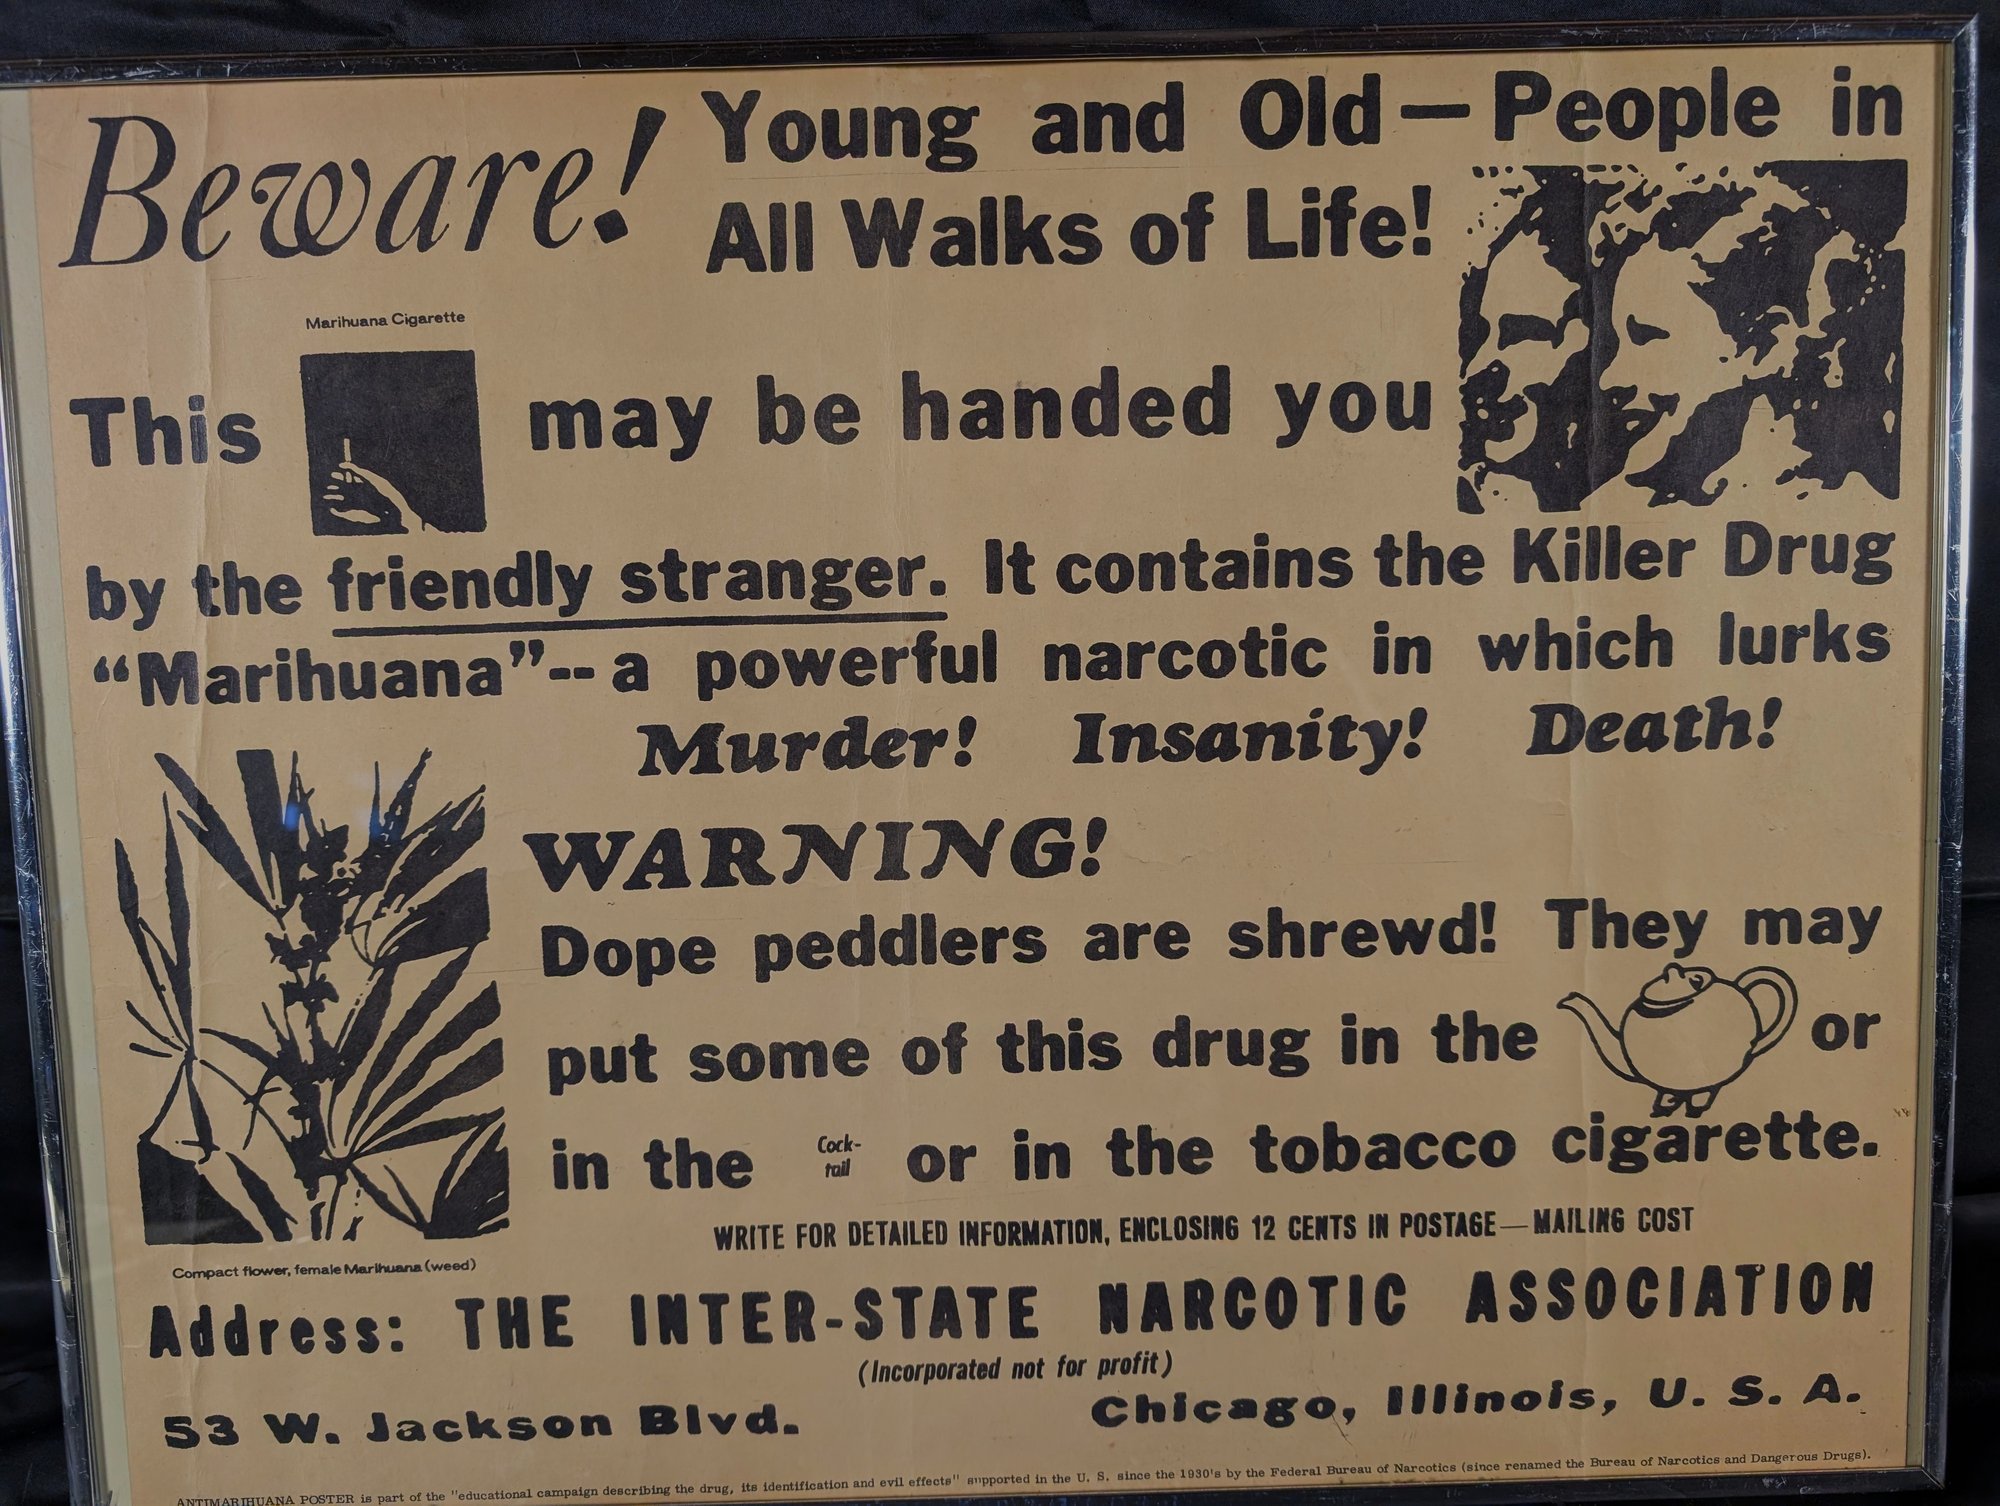 Beware! Young and Old — People in
All Walks of Life!
Marihuana Cigarette
This may be handed you
by the friendly stranger. It contains the Killer Drug
“Marihuana”-- a powerful narcotic in which lurks
Murder! Insanity! Death!
WARNING!
Dope peddlers are shrewd! They may
put some of this drug in the or
in the Cock-
tail or in the tobacco cigarette.
WRITE FOR DETAILED INFORMATION, ENCLOSING 12 CENTS IN POSTAGE — MAILING COST
Compact flower, female Marihuana (weed)
Address: THE INTER-STATE NARCOTIC ASSOCIATION
(Incorporated not for profit)
53 W. Jackson Blvd. Chicago, Illinois, U. S. A.
ANTIMARIHUANA POSTER is part of the "educational campaign describing the drug, its identification and evil effects" supported in the U. S. since the 1930's by the Federal Bureau of Narcotics (since renamed the Bureau of Narcotics and Dangerous Drugs).